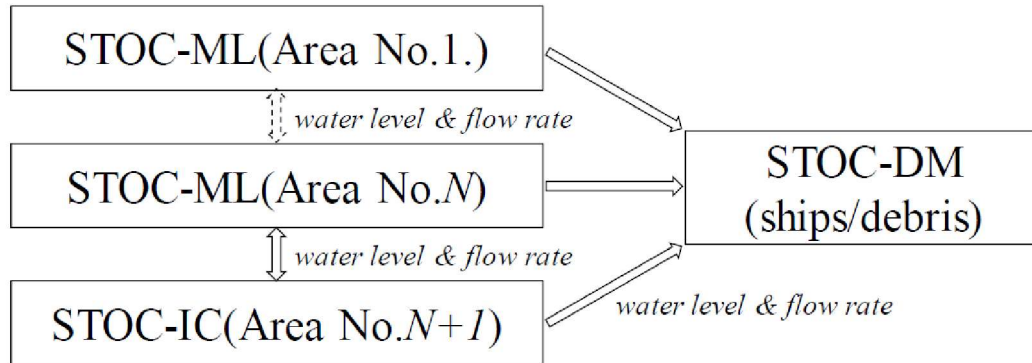 STOC-ML(Area No.1.)
water level & flow rate
STOC-ML(Area No.N)
water level & flow rate
STOC-IC(Area No.N+1)
STOC-DM
(ships/debris)
water level & flow rate